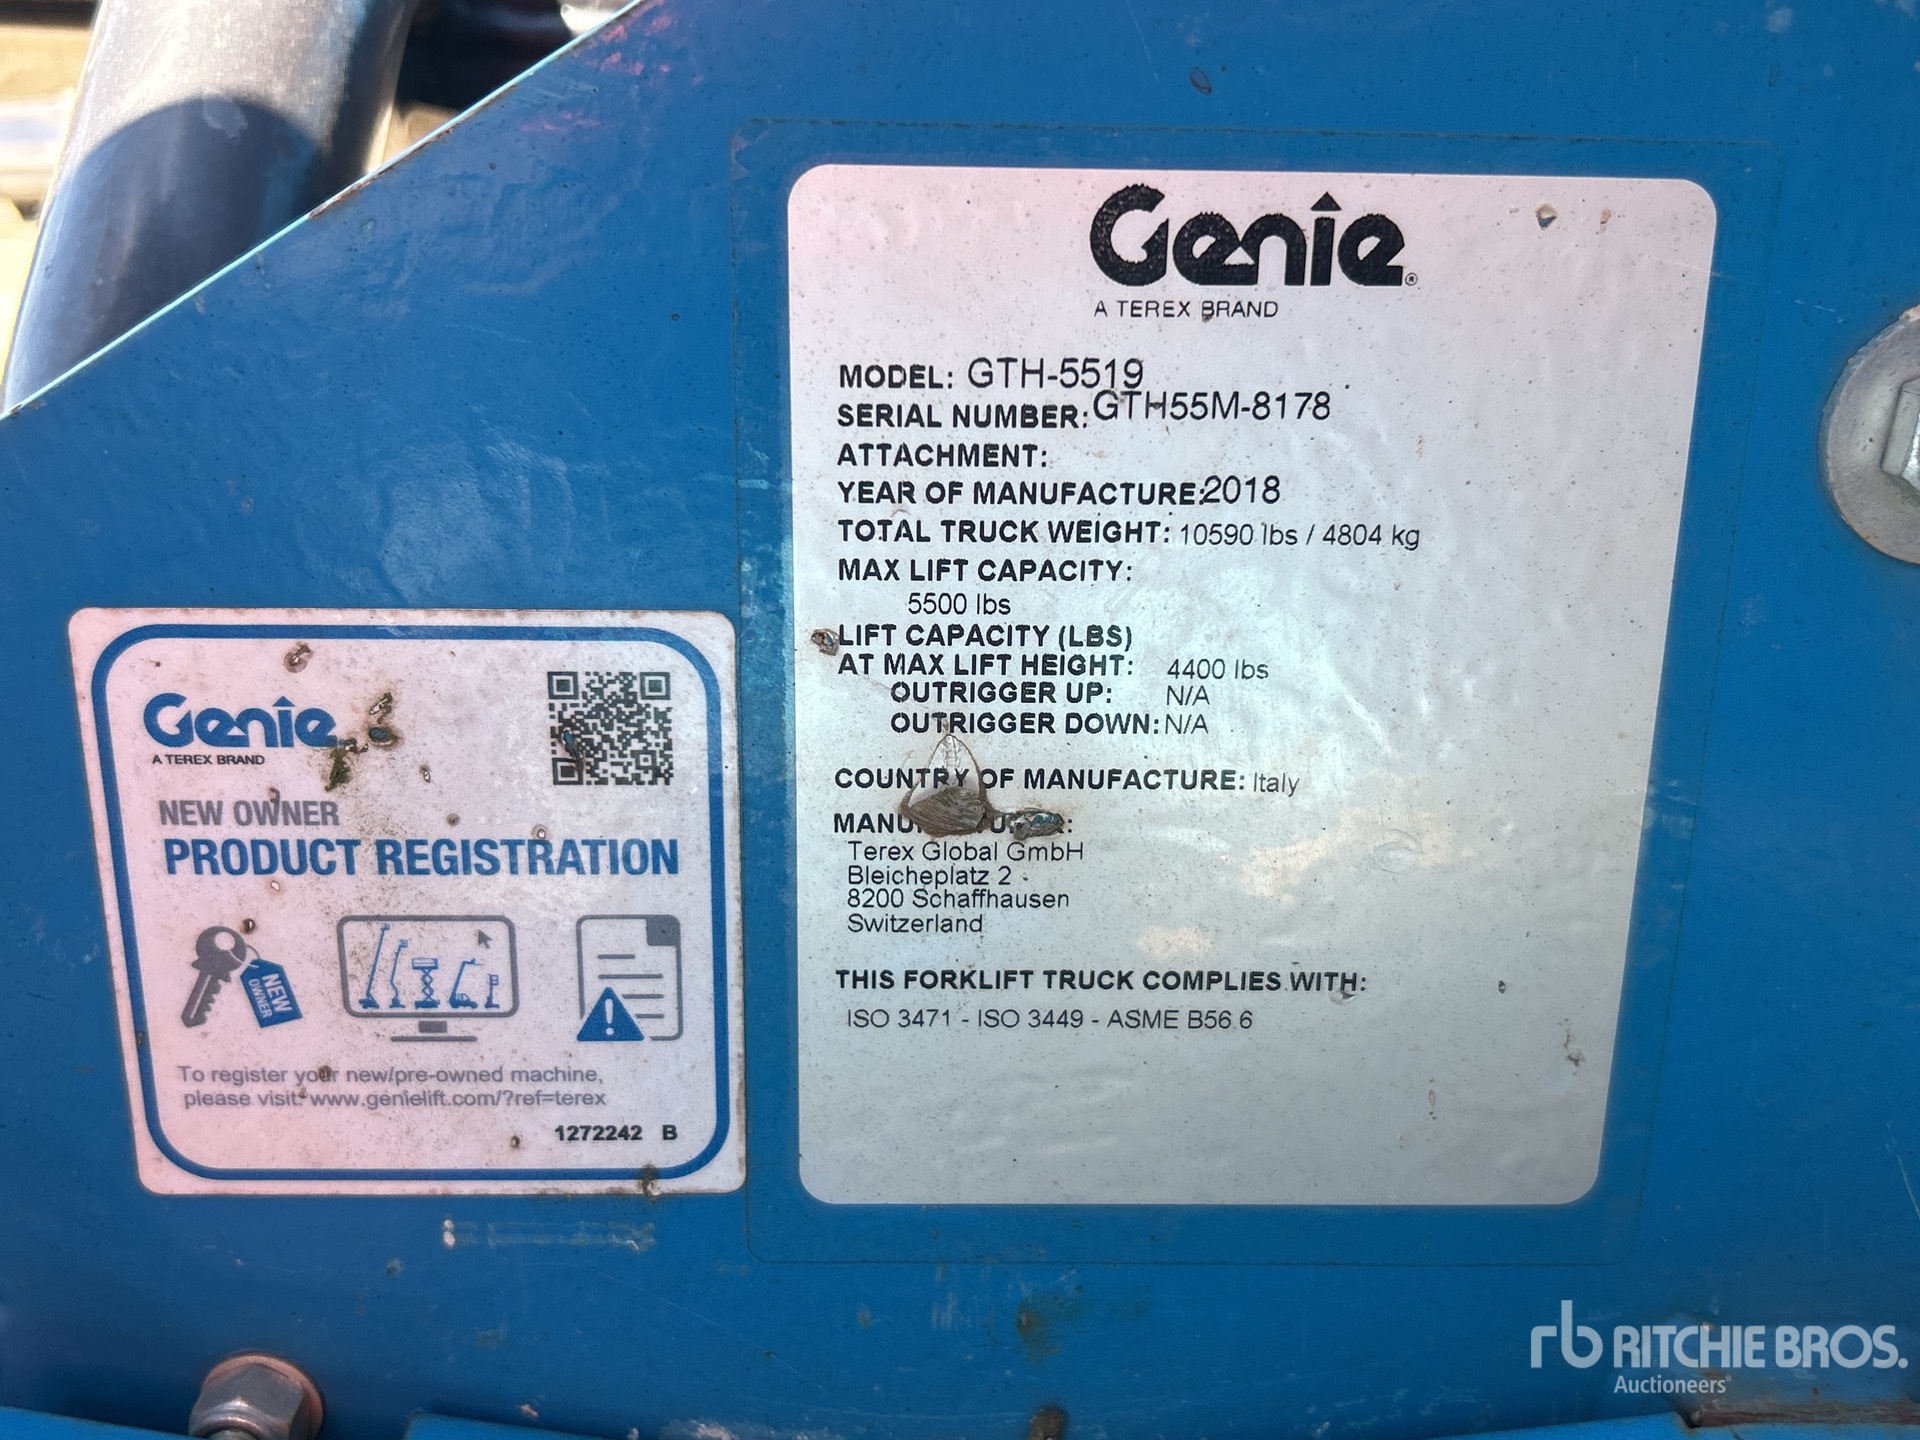 Genie®
A TEREX BRAND
MODEL: GTH-5519
SERIAL NUMBER: GTH55M-8178
ATTACHMENT:
YEAR OF MANUFACTURE: 2018
TOTAL TRUCK WEIGHT: 10590 lbs / 4804 kg
MAX LIFT CAPACITY:
5500 lbs
LIFT CAPACITY (LBS)
AT MAX LIFT HEIGHT: 4400 lbs
OUTRIGGER UP: N/A
OUTRIGGER DOWN: N/A
COUNTRY OF MANUFACTURE: Italy
Terex Global GmbH
Bleicheplatz 2
8200 Schaffhausen
Switzerland
THIS FORKLIFT TRUCK COMPLIES WITH:
ISO 3471 - ISO 3449 - ASME B56.6
Genie
A TEREX BRAND
NEW OWNER
PRODUCT REGISTRATION
NEW
OWNER
To register your new/pre-owned machine,
please visit: www.genielift.com/?ref=terex
1272242 B
rb RITCHIE BROS.
Auctioneers